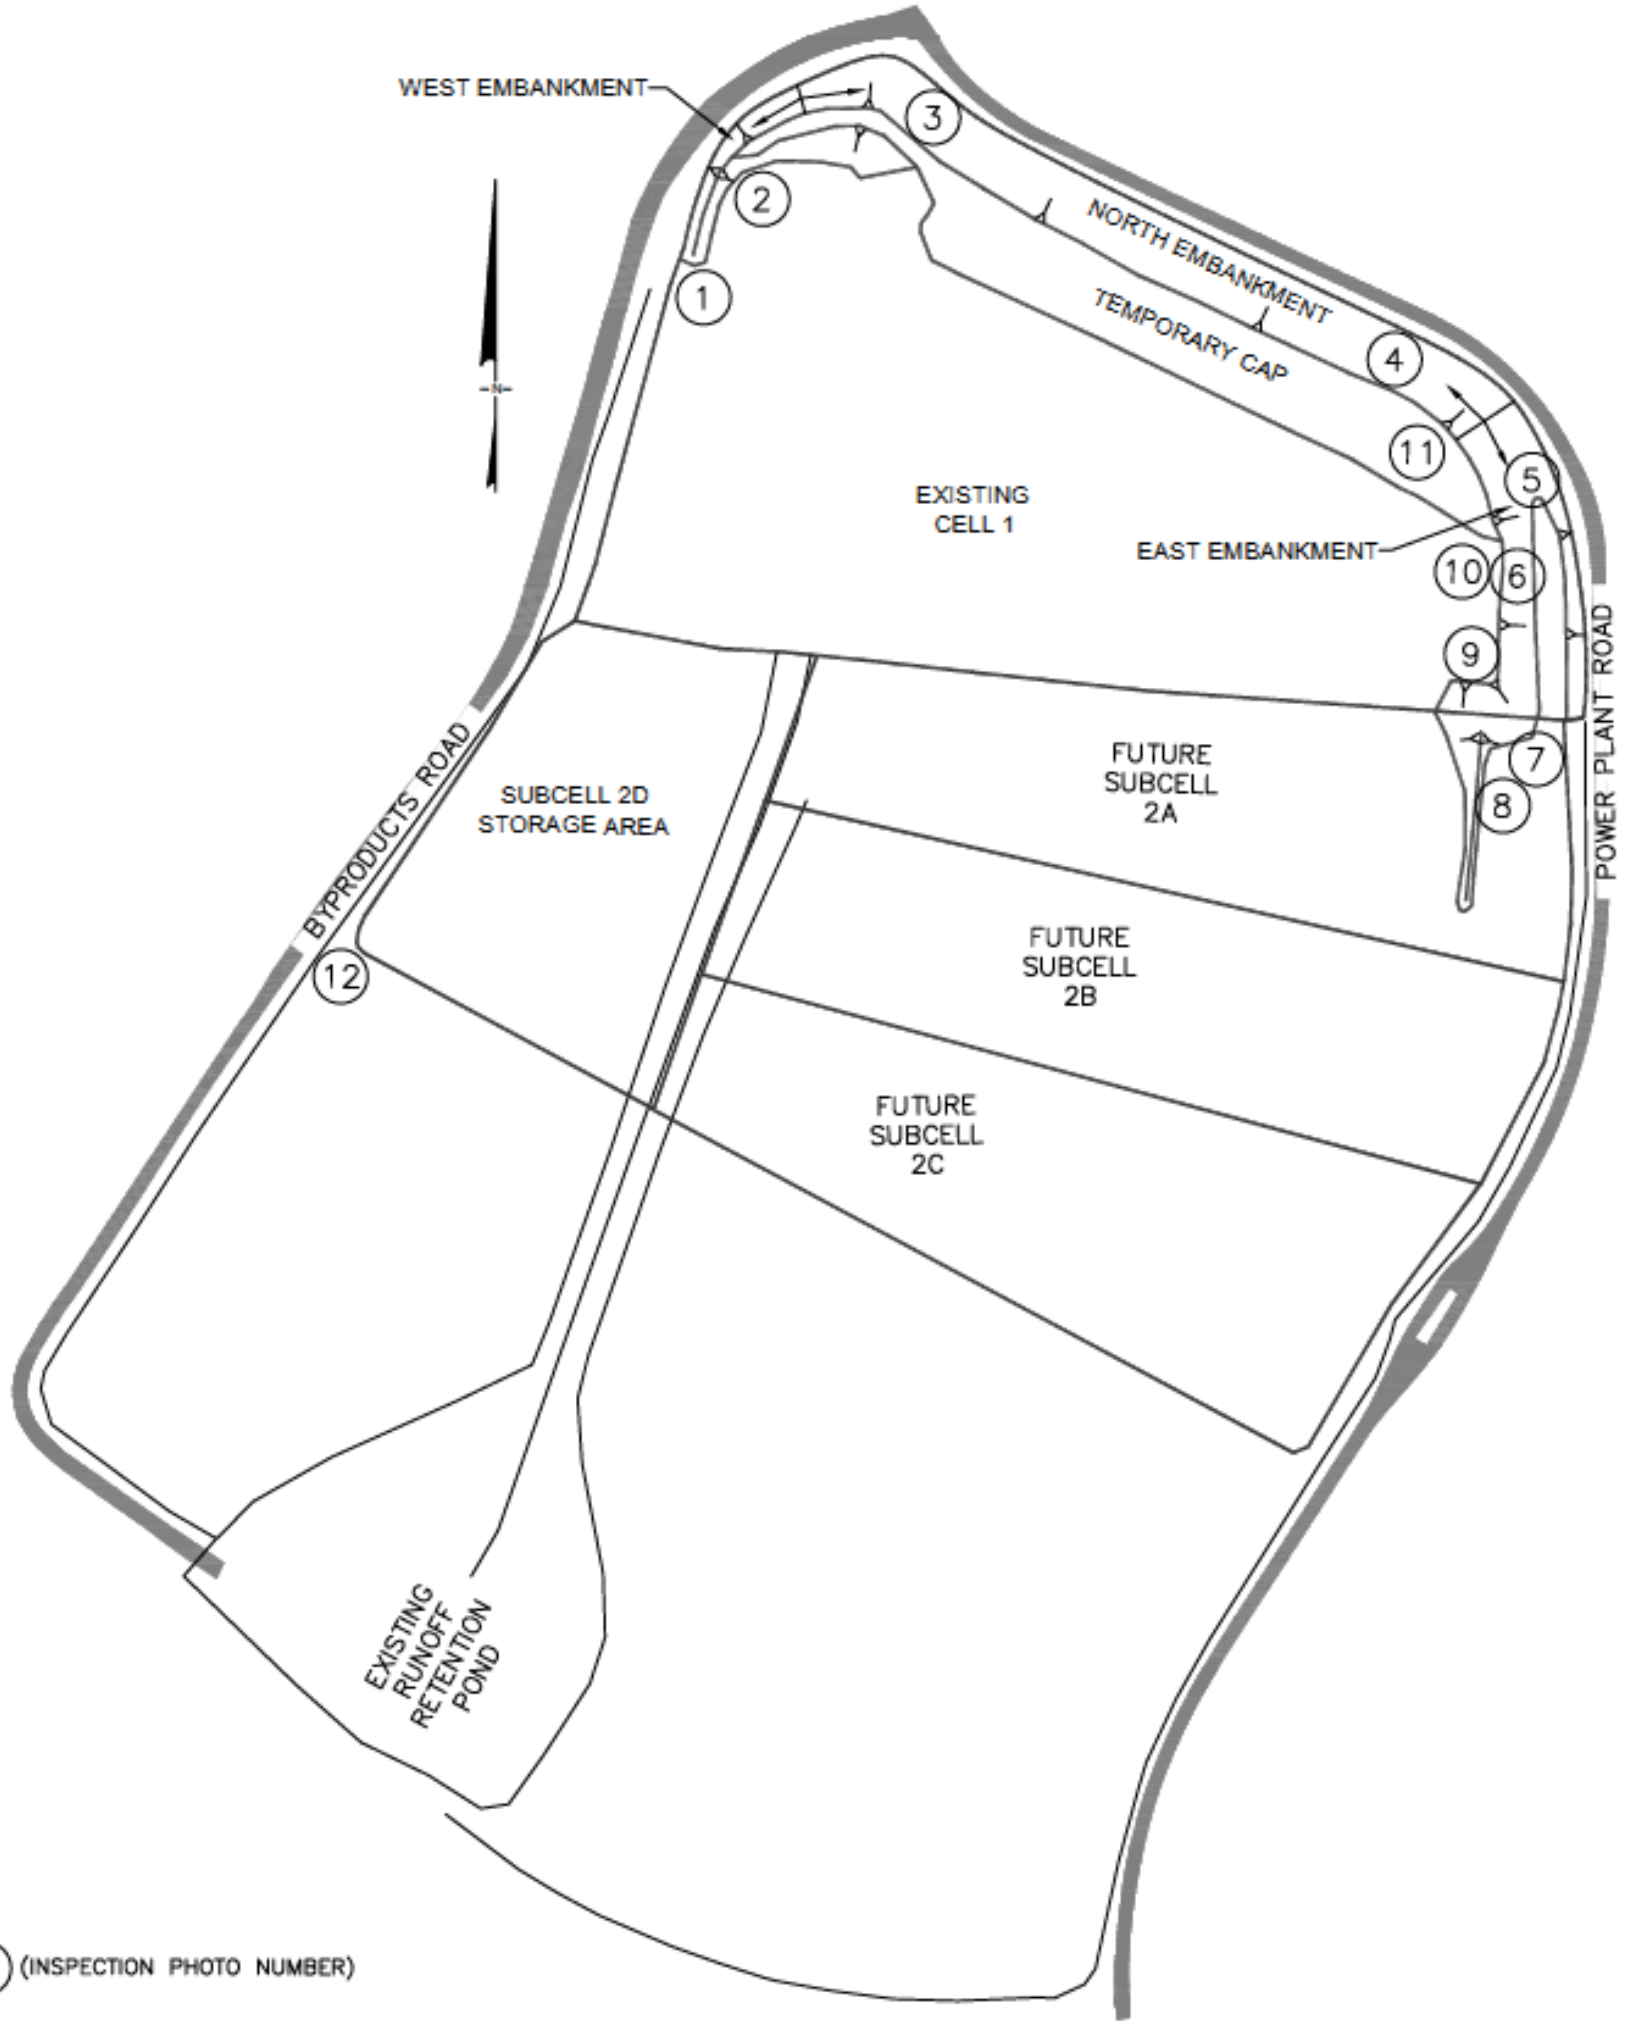 WEST EMBANKMENT
3
2
NORTH EMBANKMENT
1
TEMPORARY CAP
4
N
11
5
EXISTING
CELL 1
EAST EMBANKMENT
10
6
9
POWER PLANT ROAD
BYPRODUCTS ROAD
FUTURE
SUBCELL
2A
7
SUBCELL 2D
STORAGE AREA
8
FUTURE
SUBCELL
2B
12
FUTURE
SUBCELL
2C
EXISTING
RUNOFF
RETENTION
POND
(INSPECTION PHOTO NUMBER)